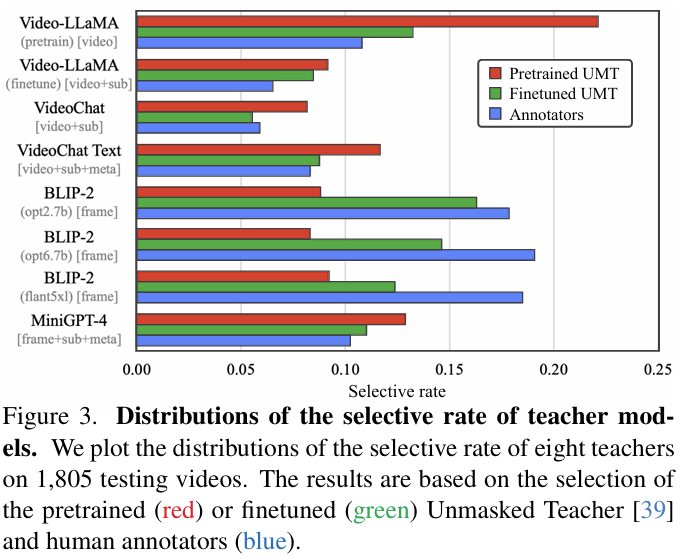 Video-LLaMA
(pretrain) [video]
Video-LLaMA
(finetune) [video+sub]
VideoChat
[video+sub]
VideoChat Text
[video+sub+meta]
BLIP-2
(opt2.7b) [frame]
BLIP-2
(opt6.7b) [frame]
BLIP-2
(flant5xl) [frame]
MiniGPT-4
[frame+sub+meta]
Pretrained UMT
Finetuned UMT
Annotators
0.00 0.05 0.10 0.15 0.20 0.25
Selective rate
Figure 3. Distributions of the selective rate of teacher mod-
els. We plot the distributions of the selective rate of eight teachers
on 1,805 testing videos. The results are based on the selection of
the pretrained (red) or finetuned (green) Unmasked Teacher [39]
and human annotators (blue).